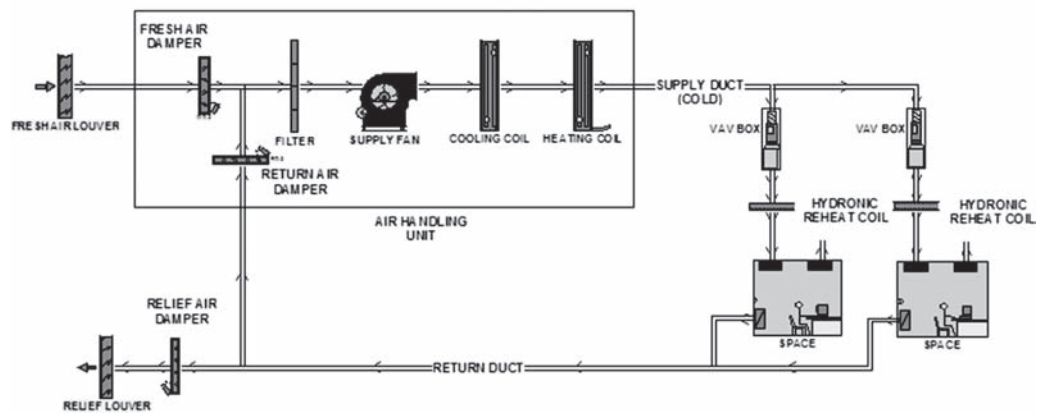 FRESH AIR
DAMPER
FRESH AIR LOUVER
FILTER
SUPPLY FAN
COOLING COIL
HEATING COIL
SUPPLY DUCT
(COLD)
VAV BOX
VAV BOX
RETURN AIR
DAMPER
AIR HANDLING
UNIT
HYDRONIC
REHEAT COIL
HYDRONIC
REHEAT COIL
RELIEF AIR
DAMPER
SPACE
SPACE
RETURN DUCT
RELIEF LOUVER